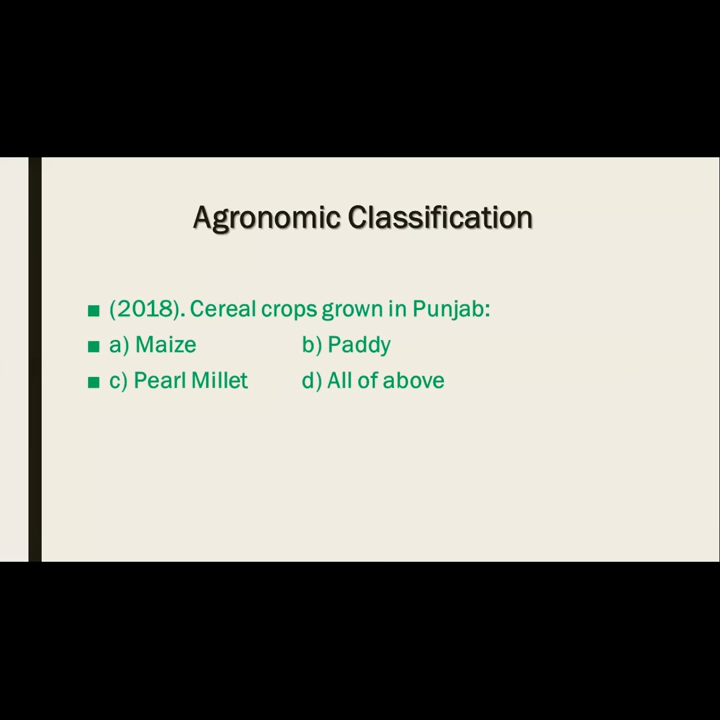 Agronomic Classification
■ (2018). Cereal crops grown in Punjab:
■ a) Maize b) Paddy
■ c) Pearl Millet d) All of above